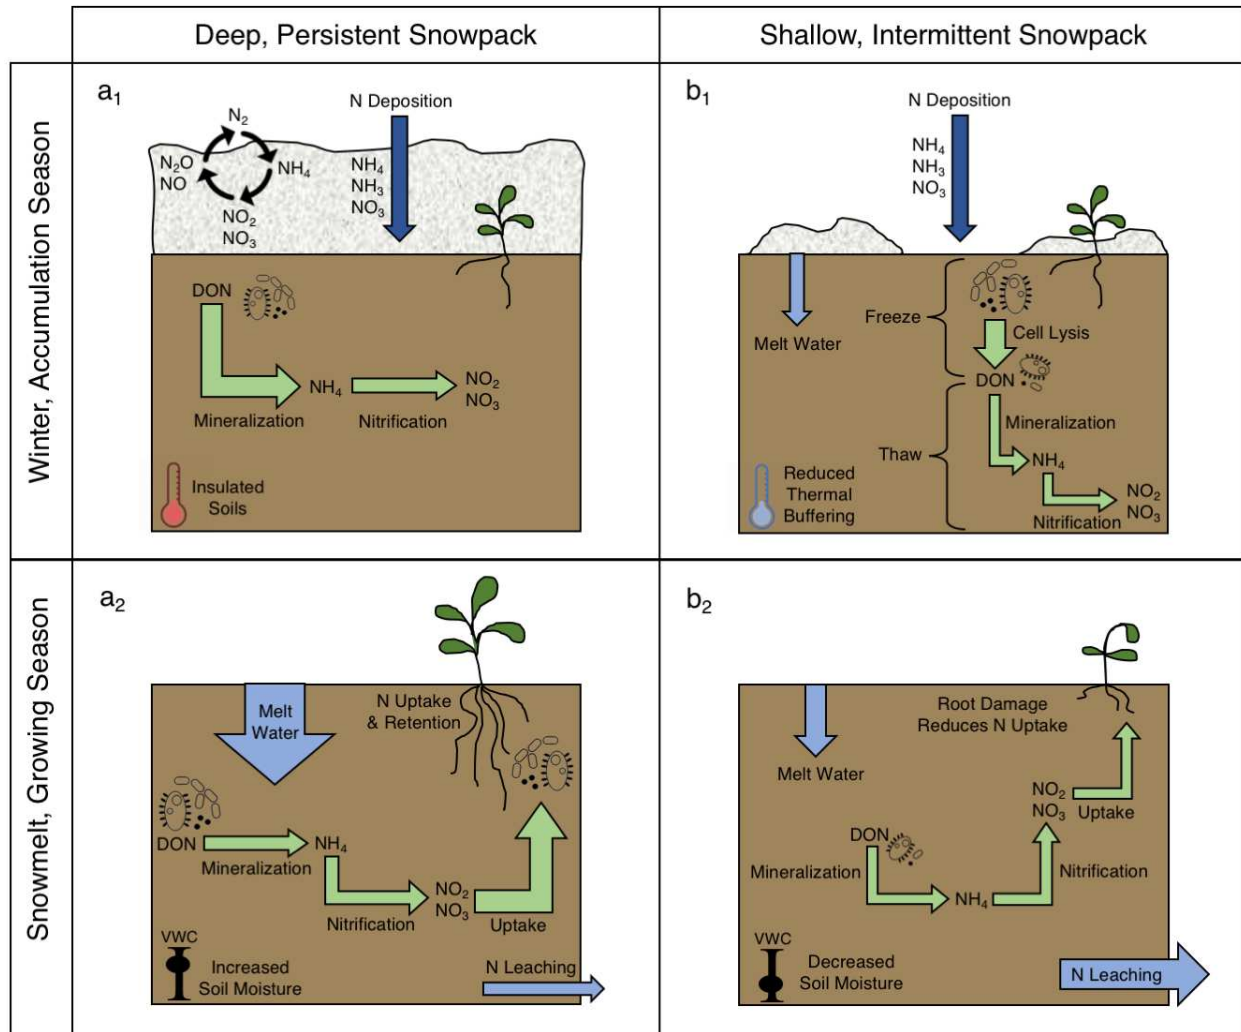 Deep, Persistent Snowpack
Shallow, Intermittent Snowpack
Winter, Accumulation Season
a₁
N Deposition
N₂
N₂O
NO
NH₄
NO₂
NO₃
NH₄
NH₃
NO₃
DON
Mineralization
NH₄
Nitrification
NO₂
NO₃
Insulated
Soils
b₁
N Deposition
NH₄
NH₃
NO₃
Melt Water
Freeze
Cell Lysis
DON
Mineralization
Thaw
NH₄
Nitrification
NO₂
NO₃
Reduced
Thermal
Buffering
Snowmelt, Growing Season
a₂
Melt
Water
N Uptake
& Retention
DON
Mineralization
NH₄
Nitrification
NO₂
NO₃
Uptake
VWC
Increased
Soil Moisture
N Leaching
b₂
Melt Water
Root Damage
Reduces N Uptake
NO₂
NO₃
Uptake
DON
Mineralization
NH₄
Nitrification
VWC
Decreased
Soil Moisture
N Leaching